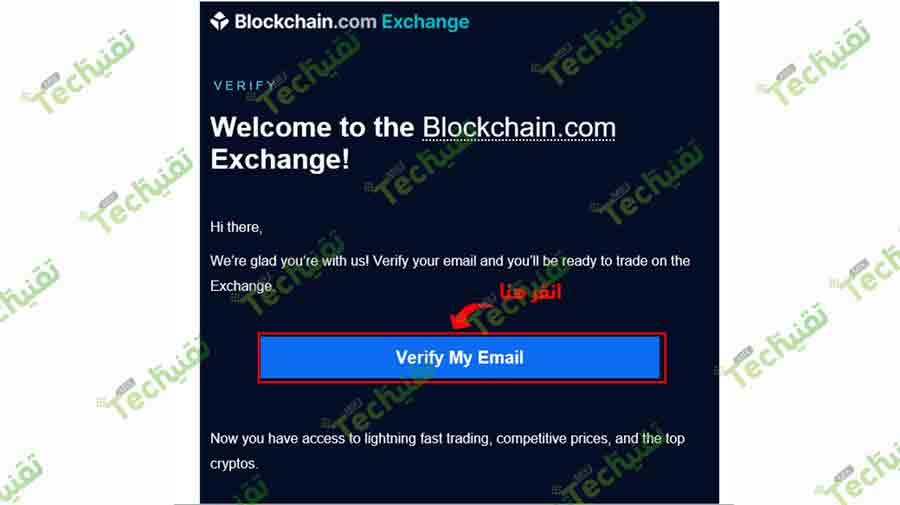 Blockchain.com Exchange
VERIFY
Welcome to the Blockchain.com
Exchange!
Hi there,
We're glad you're with us! Verify your email and you'll be ready to trade on the
Exchange.
انقر هنا
Verify My Email
Now you have access to lightning fast trading, competitive prices, and the top
cryptos.
تقنية Tech